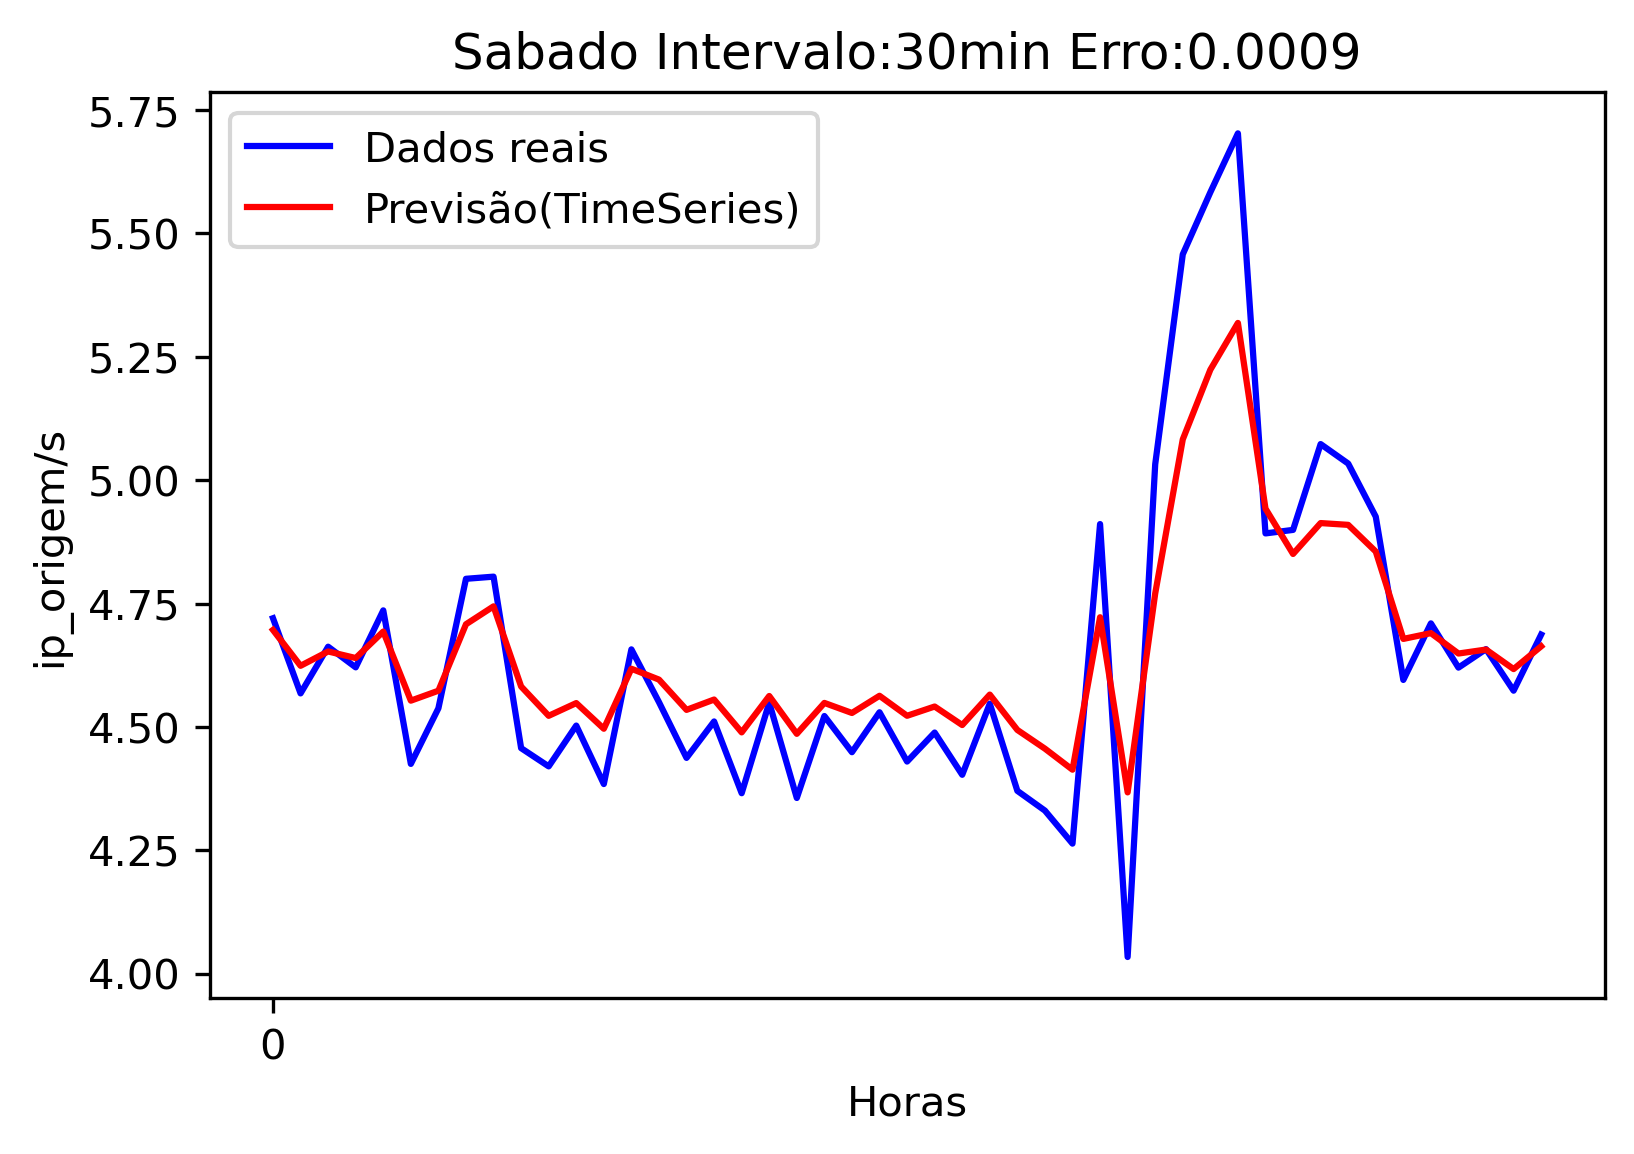 Sabado Intervalo:30min Erro:0.0009
Dados reais
Previsão(TimeSeries)
5.75
5.50
5.25
5.00
4.75
4.50
4.25
4.00
ip_origem/s
0
Horas